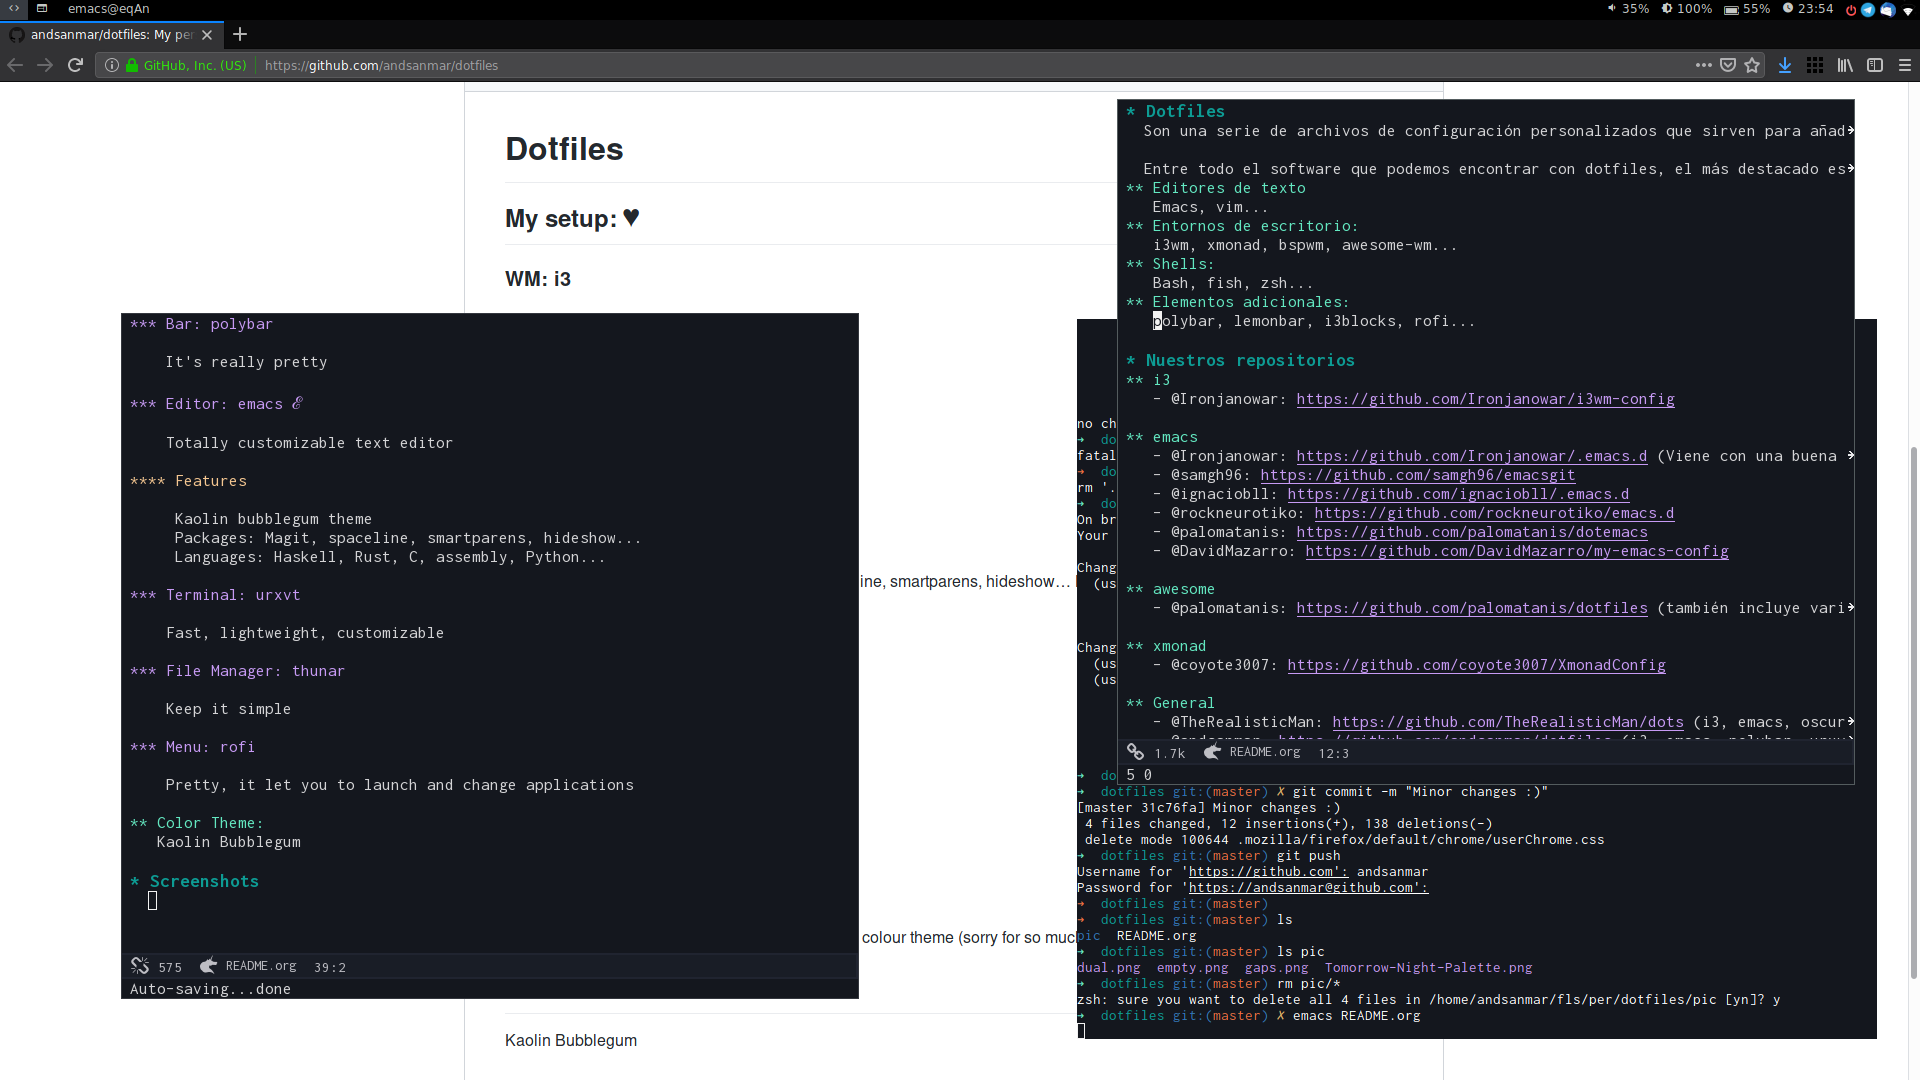 emacs@eqAn
35% 100% 55% 23:54
andsanmar/dotfiles: My per
GitHub, Inc. (US) https://github.com/andsanmar/dotfiles
Dotfiles
My setup: ♥
WM: i3
ine, smartparens, hideshow…
colour theme (sorry for so muc
Kaolin Bubblegum
*** Bar: polybar
It's really pretty
*** Editor: emacs ℰ
Totally customizable text editor
**** Features
Kaolin bubblegum theme
Packages: Magit, spaceline, smartparens, hideshow...
Languages: Haskell, Rust, C, assembly, Python...
*** Terminal: urxvt
Fast, lightweight, customizable
*** File Manager: thunar
Keep it simple
*** Menu: rofi
Pretty, it let you to launch and change applications
** Color Theme:
Kaolin Bubblegum
* Screenshots
575 README.org 39:2
Auto-saving...done
* Dotfiles
Son una serie de archivos de configuración personalizados que sirven para añad
Entre todo el software que podemos encontrar con dotfiles, el más destacado es
** Editores de texto
Emacs, vim...
** Entornos de escritorio:
i3wm, xmonad, bspwm, awesome-wm...
** Shells:
Bash, fish, zsh...
** Elementos adicionales:
polybar, lemonbar, i3blocks, rofi...
* Nuestros repositorios
** i3
- @Ironjanowar: https://github.com/Ironjanowar/i3wm-config
** emacs
- @Ironjanowar: https://github.com/Ironjanowar/.emacs.d (Viene con una buena
- @samgh96: https://github.com/samgh96/emacsgit
- @ignaciobll: https://github.com/ignaciobll/.emacs.d
- @rockneurotiko: https://github.com/rockneurotiko/emacs.d
- @palomatanis: https://github.com/palomatanis/dotemacs
- @DavidMazarro: https://github.com/DavidMazarro/my-emacs-config
** awesome
- @palomatanis: https://github.com/palomatanis/dotfiles (también incluye vari
** xmonad
- @coyote3007: https://github.com/coyote3007/XmonadConfig
** General
- @TheRealisticMan: https://github.com/TheRealisticMan/dots (i3, emacs, oscur
1.7k README.org 12:3
5 0
no ch
→ do
fatal
→ do
rm '.
→ do
On br
Your
Chang
(us
Chang
(us
(us
→ do
→ dotfiles git:(master) ✗ git commit -m "Minor changes :)"
[master 31c76fa] Minor changes :)
4 files changed, 12 insertions(+), 138 deletions(-)
delete mode 100644 .mozilla/firefox/default/chrome/userChrome.css
→ dotfiles git:(master) git push
Username for 'https://github.com': andsanmar
Password for 'https://andsanmar@github.com':
→ dotfiles git:(master)
→ dotfiles git:(master) ls
pic README.org
→ dotfiles git:(master) ls pic
dual.png empty.png gaps.png Tomorrow-Night-Palette.png
→ dotfiles git:(master) rm pic/*
zsh: sure you want to delete all 4 files in /home/andsanmar/fls/per/dotfiles/pic [yn]? y
→ dotfiles git:(master) ✗ emacs README.org